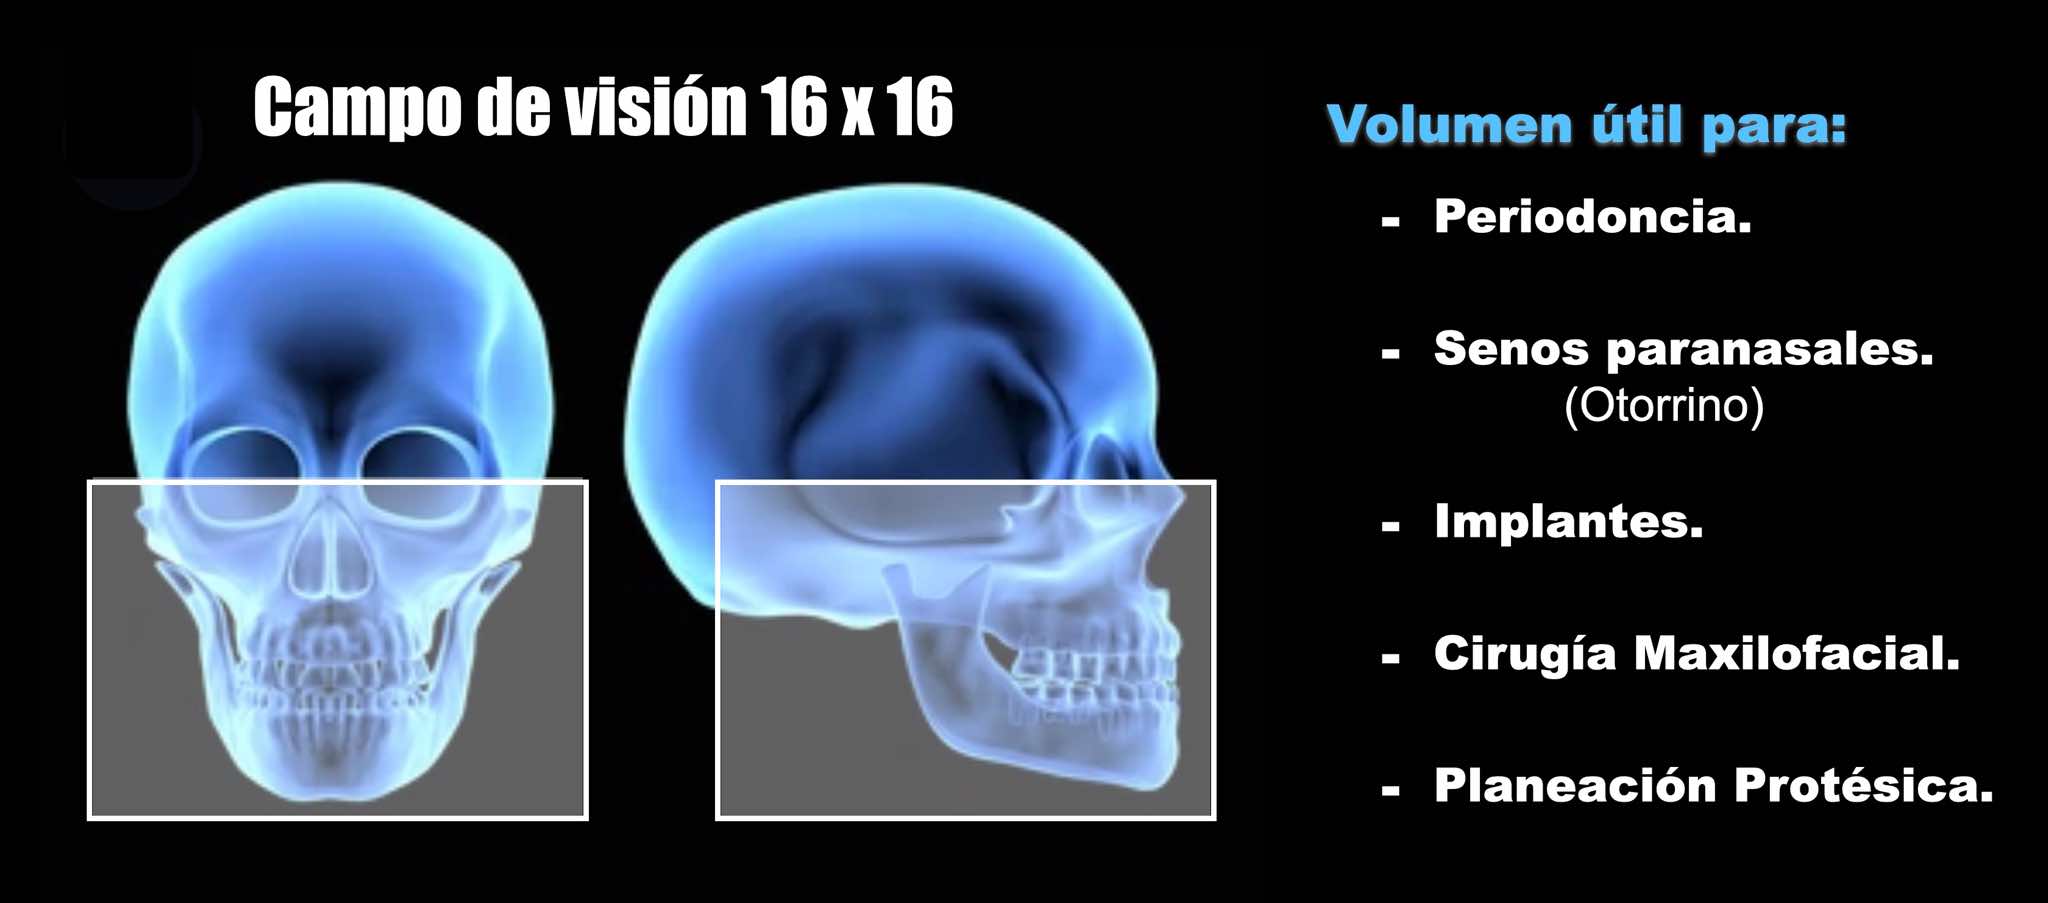 Campo de visión 16 x 16
Volumen útil para:
- Periodoncia.
- Senos paranasales.
(Otorrino)
- Implantes.
- Cirugía Maxilofacial.
- Planeación Protésica.